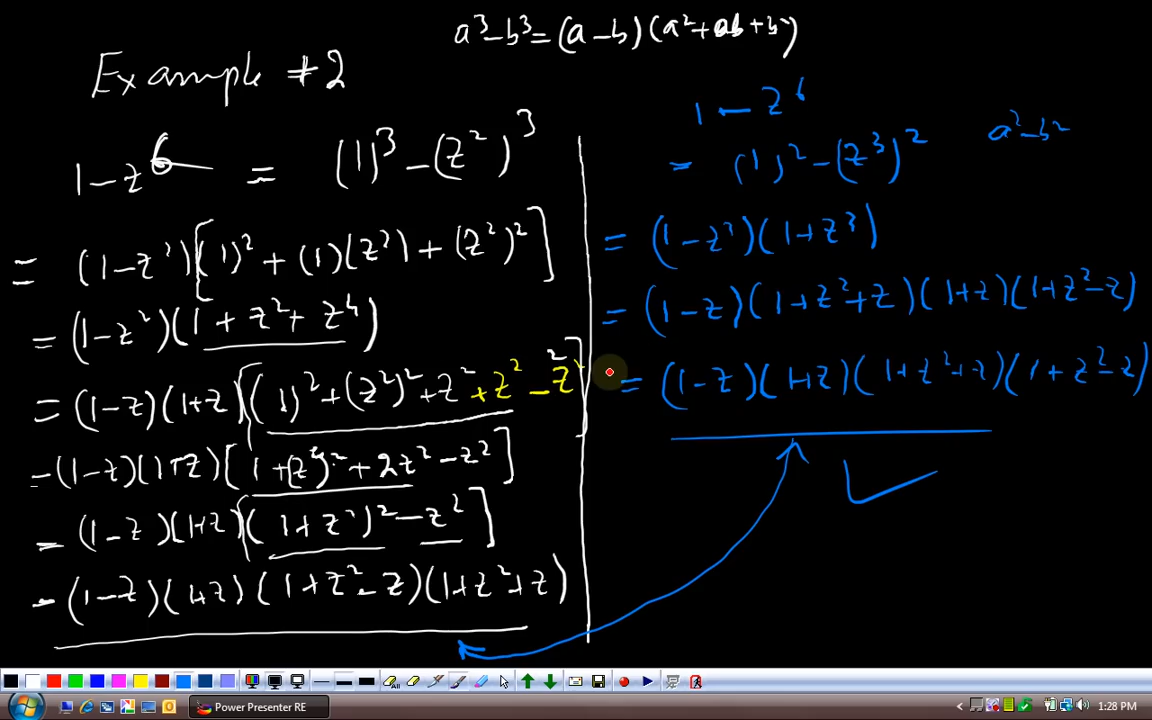 a³-b³=(a-b)(a²+ab+b²)
Example #2
1-z⁶ = (1)³-(z²)³
= (1-z²)[(1)²+(1)(z²)+(z²)²]
= (1-z²)(1+z²+z⁴)
= (1-z)(1+z)[(1)²+(z²)²+z²+z²-z²]
=(1-z)(1+z)[1+(z²)²+2z²-z²]
= (1-z)(1+z)[(1+z²)²-z²]
= (1-z)(1+z)(1+z²-z)(1+z²+z)
1-z⁶
= (1)²-(z³)² a²-b²
= (1-z³)(1+z³)
= (1-z)(1+z²+z)(1+z)(1+z²-z)
= (1-z)(1+z)(1+z²+z)(1+z²-z)
Power Presenter RE
1:28 PM